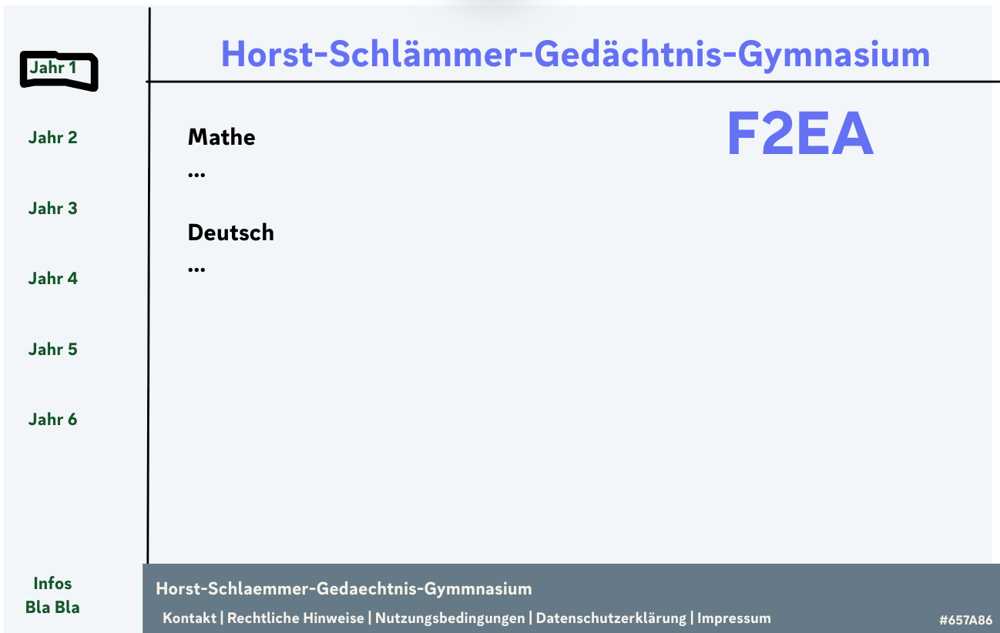 Horst-Schlämmer-Gedächtnis-Gymnasium
Jahr 1
Jahr 2
Jahr 3
Jahr 4
Jahr 5
Jahr 6
Infos
Bla Bla
F2EA
Mathe
...
Deutsch
...
Horst-Schlaemmer-Gedaechtnis-Gymmnasium
Kontakt | Rechtliche Hinweise | Nutzungsbedingungen | Datenschutzerklärung | Impressum
#657A86